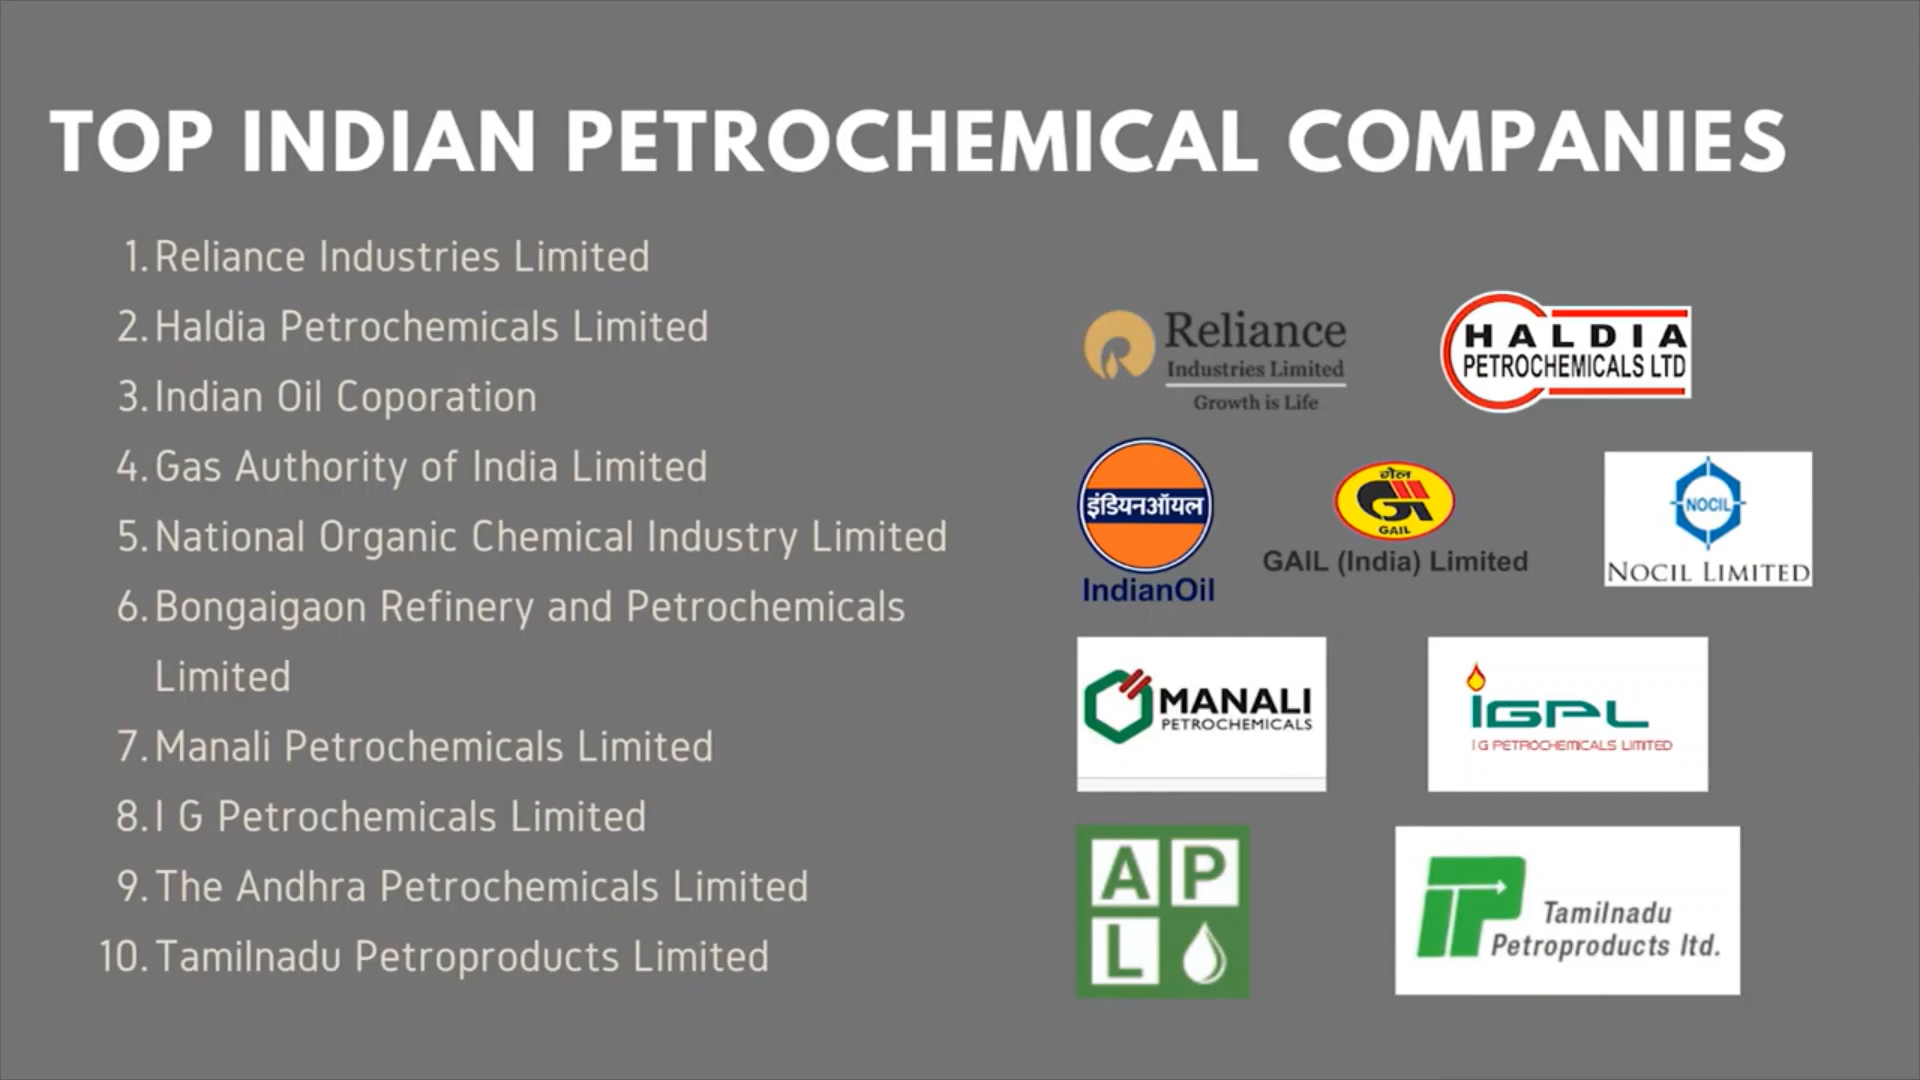 TOP INDIAN PETROCHEMICAL COMPANIES
1. Reliance Industries Limited
2. Haldia Petrochemicals Limited
3. Indian Oil Coporation
4. Gas Authority of India Limited
5. National Organic Chemical Industry Limited
6. Bongaigaon Refinery and Petrochemicals
Limited
7. Manali Petrochemicals Limited
8. I G Petrochemicals Limited
9. The Andhra Petrochemicals Limited
10. Tamilnadu Petroproducts Limited
Reliance
Industries Limited
Growth is Life
HALDIA
PETROCHEMICALS LTD
इंडियनऑयल
IndianOil
गेल
GAIL
GAIL (India) Limited
NOCIL
NOCIL LIMITED
MANALI
PETROCHEMICALS
iGPL
I G PETROCHEMICALS LIMITED
A P
L
TP
Tamilnadu
Petroproducts ltd.